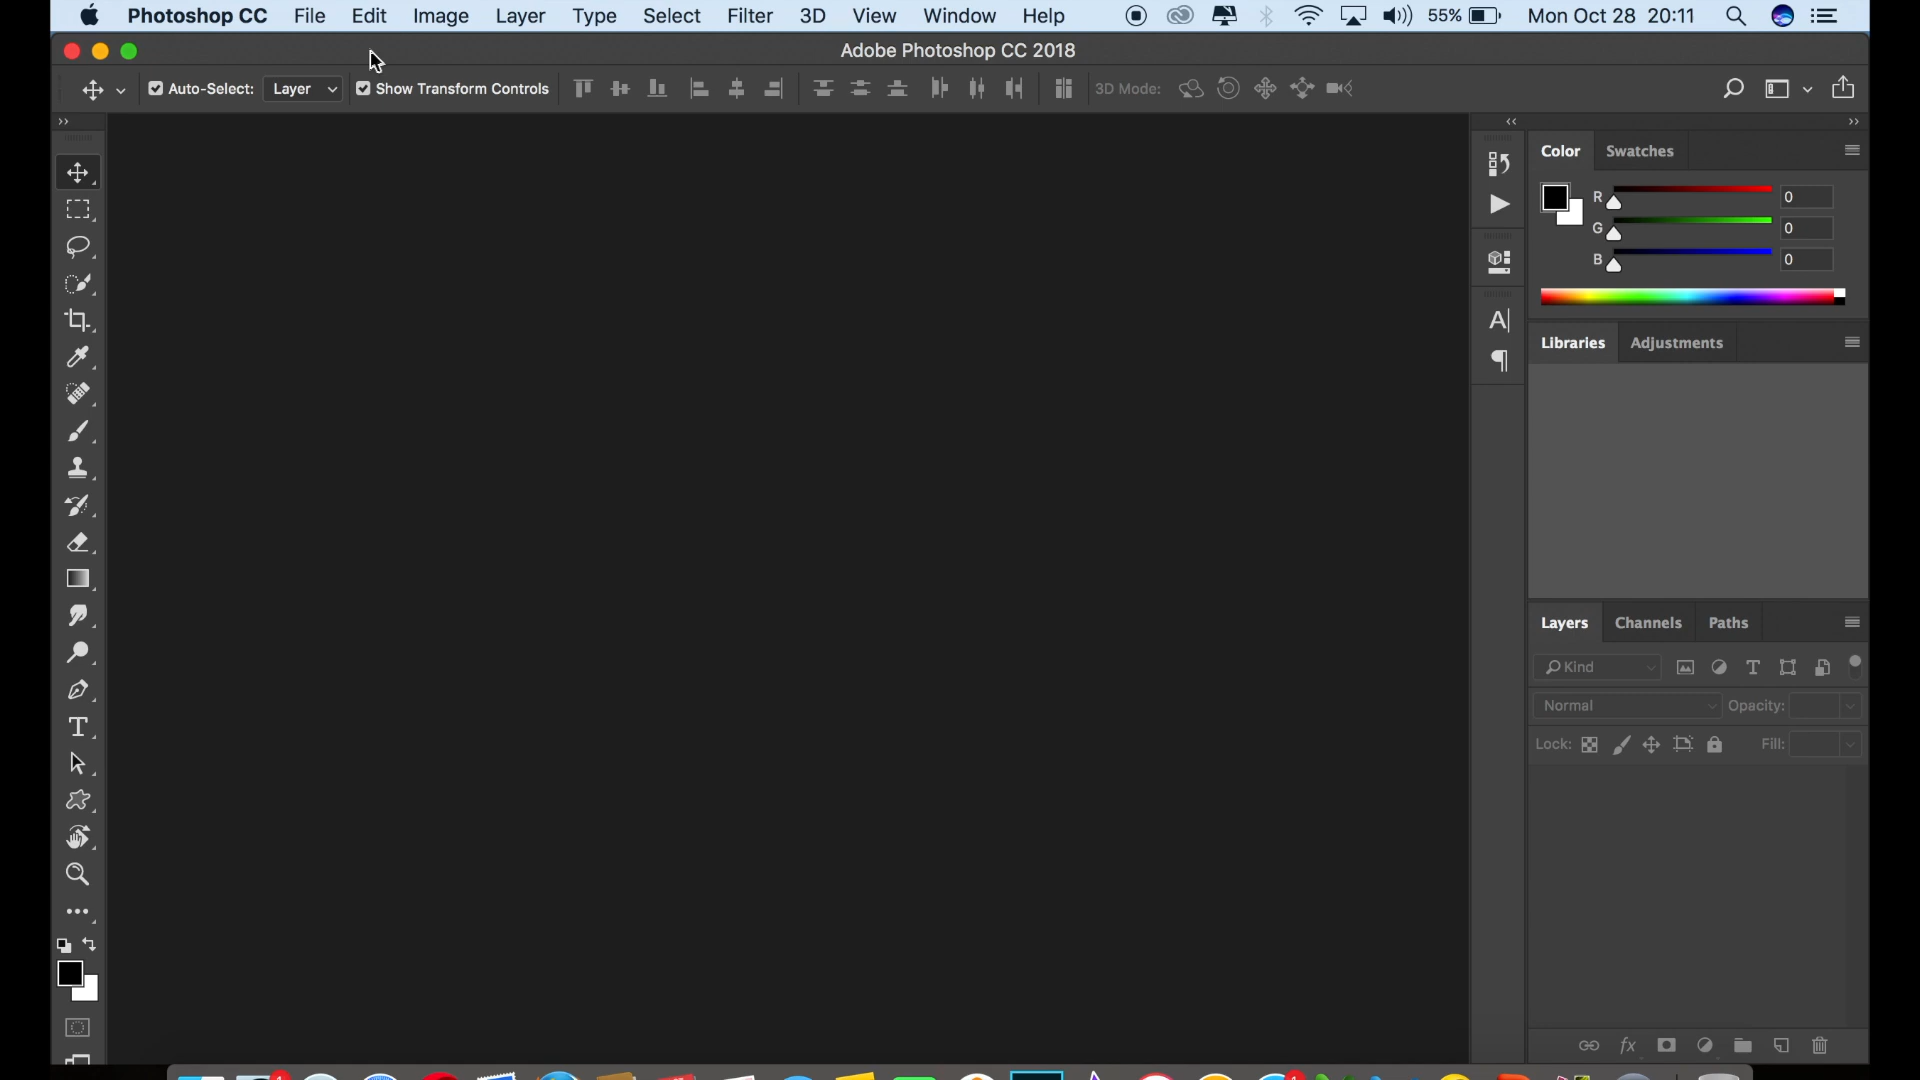 Photoshop CC File Edit Image Layer Type Select Filter 3D View Window Help 55% Mon Oct 28 20:11
Adobe Photoshop CC 2018
Auto-Select: Layer Show Transform Controls 3D Mode:
Color Swatches
R 0
G 0
B 0
Libraries Adjustments
Layers Channels Paths
Kind
Normal Opacity:
Lock: Fill: